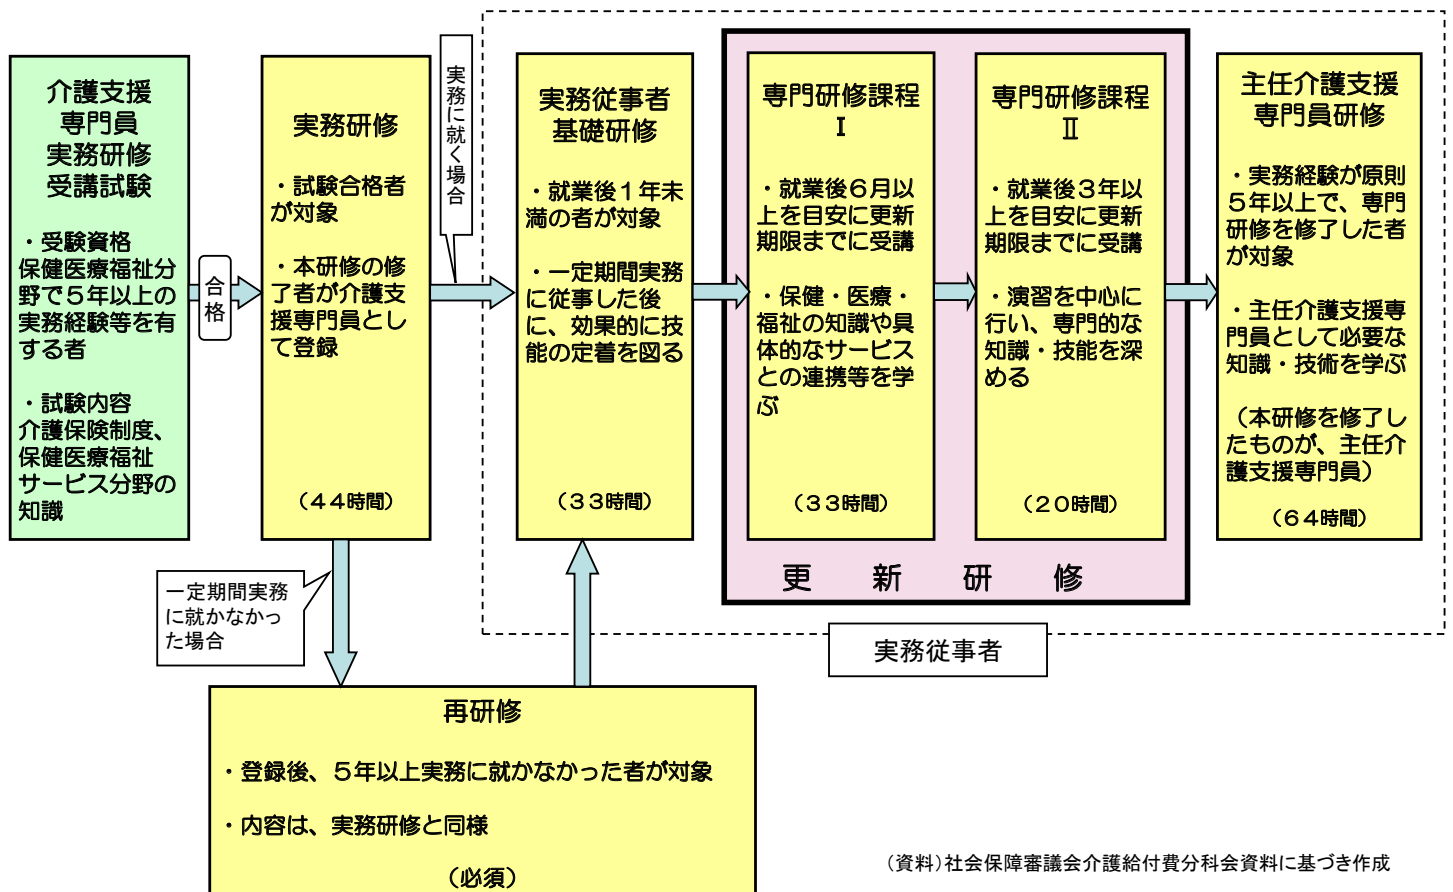 介護支援
専門員
実務研修
受講試験
・受験資格
保健医療福祉分
野で５年以上の
実務経験等を有
する者
・試験内容
介護保険制度、
保健医療福祉
サービス分野の
知識
合格
実務研修
・試験合格者
が対象
・本研修の修
了者が介護支
援専門員とし
て登録
（４４時間）
実務に就く場合
実務従事者
基礎研修
・就業後１年未
満の者が対象
・一定期間実務
に従事した後
に、効果的に技
能の定着を図る
（３３時間）
専門研修課程
Ⅰ
・就業後６月以
上を目安に更新
期限までに受講
・保健・医療・
福祉の知識や具
体的なサービス
との連携等を学
ぶ
（３３時間）
専門研修課程
Ⅱ
・就業後３年以
上を目安に更新
期限までに受講
・演習を中心に
行い、専門的な
知識・技能を深
める
（２０時間）
更新研修
主任介護支援
専門員研修
・実務経験が原則
５年以上で、専門
研修を修了した者
が対象
・主任介護支援専
門員として必要な
知識・技術を学ぶ
（本研修を修了し
たものが、主任介
護支援専門員）
（６４時間）
実務従事者
一定期間実務
に就かなかっ
た場合
再研修
・登録後、５年以上実務に就かなかった者が対象
・内容は、実務研修と同様
（必須）
（資料）社会保障審議会介護給付費分科会資料に基づき作成